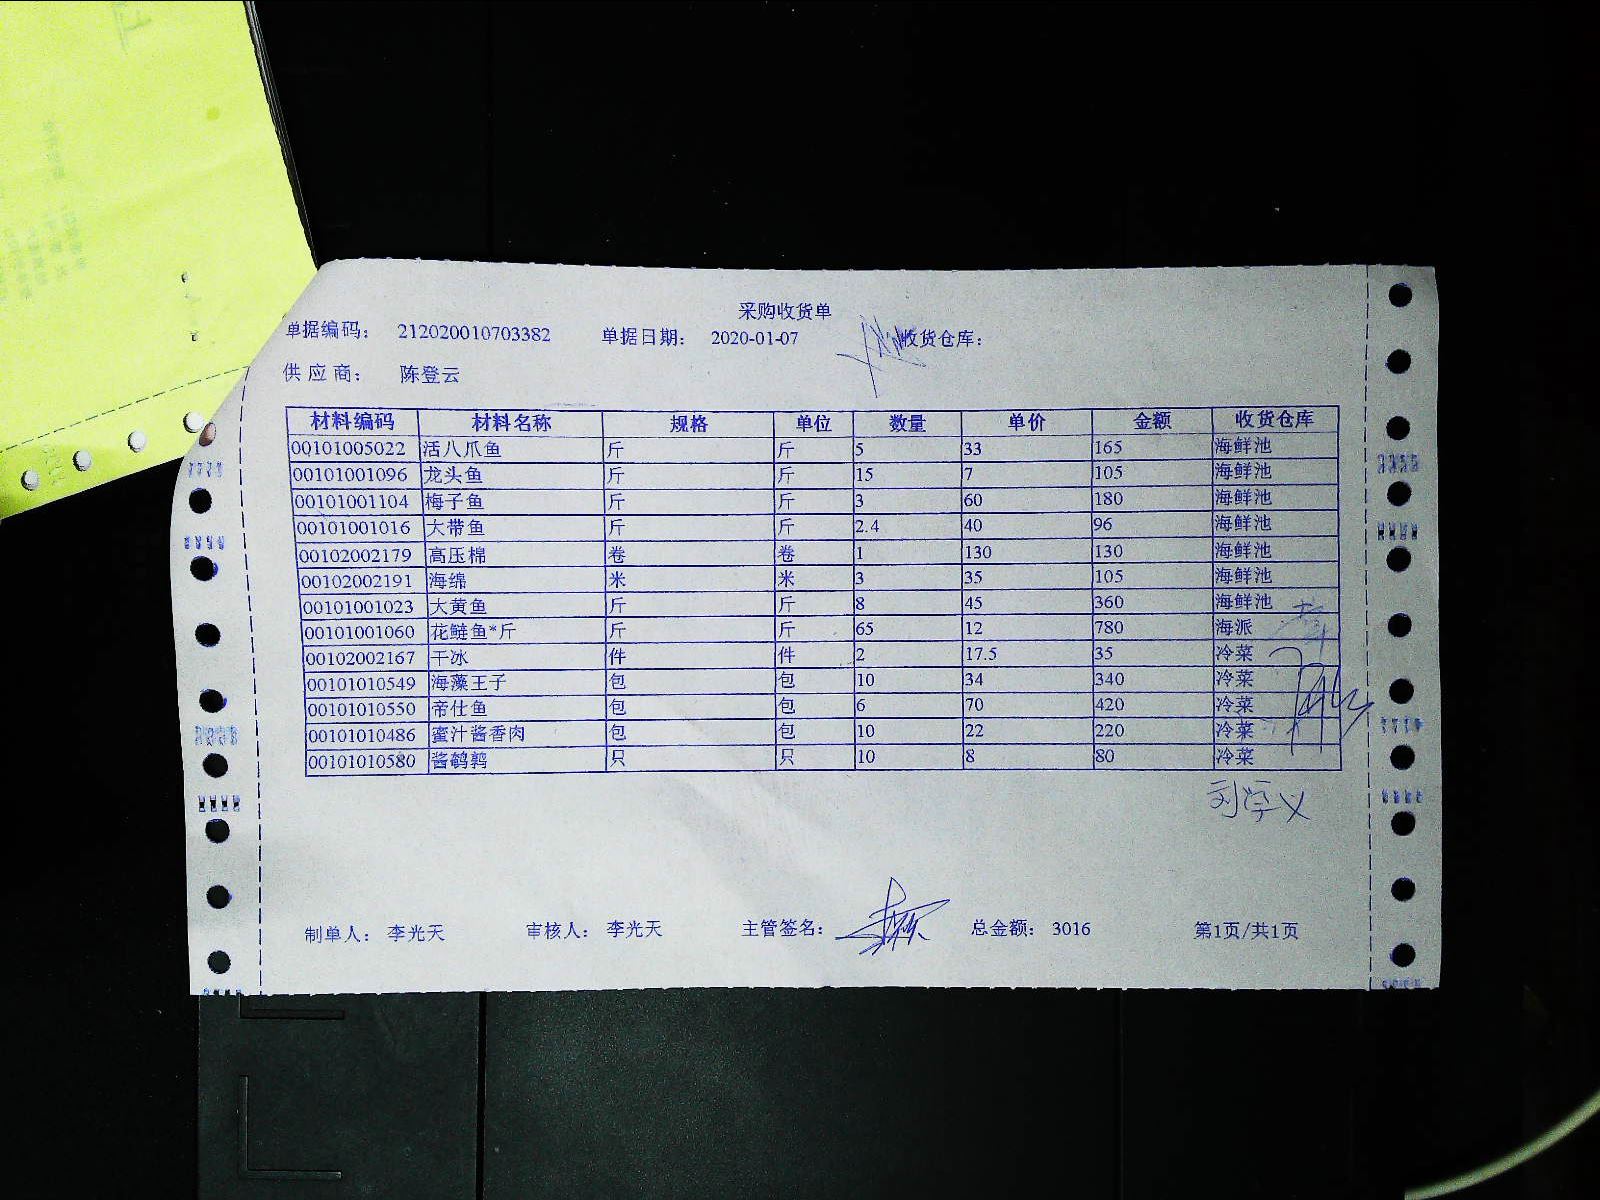 采购收货单
单据编码： 212020010703382 单据日期： 2020-01-07 收货仓库：
供应商： 陈登云
材料编码 材料名称 规格 单位 数量 单价 金额 收货仓库
00101005022 活八爪鱼 斤 斤 5 33 165 海鲜池
00101001096 龙头鱼 斤 斤 15 7 105 海鲜池
00101001104 梅子鱼 斤 斤 3 60 180 海鲜池
00101001016 大带鱼 斤 斤 2.4 40 96 海鲜池
00102002179 高压棉 卷 卷 1 130 130 海鲜池
00102002191 海绵 米 米 3 35 105 海鲜池
00101001023 大黄鱼 斤 斤 8 45 360 海鲜池
00101001060 花鲢鱼*斤 斤 斤 65 12 780 海派
00102002167 干冰 件 件 2 17.5 35 冷菜
00101010549 海藻王子 包 包 10 34 340 冷菜
00101010550 帝仕鱼 包 包 6 70 420 冷菜
00101010486 蜜汁酱香肉 包 包 10 22 220 冷菜
00101010580 酱鹌鹑 只 只 10 8 80 冷菜
制单人： 李光天 审核人： 李光天 主管签名： 总金额： 3016 第1页/共1页